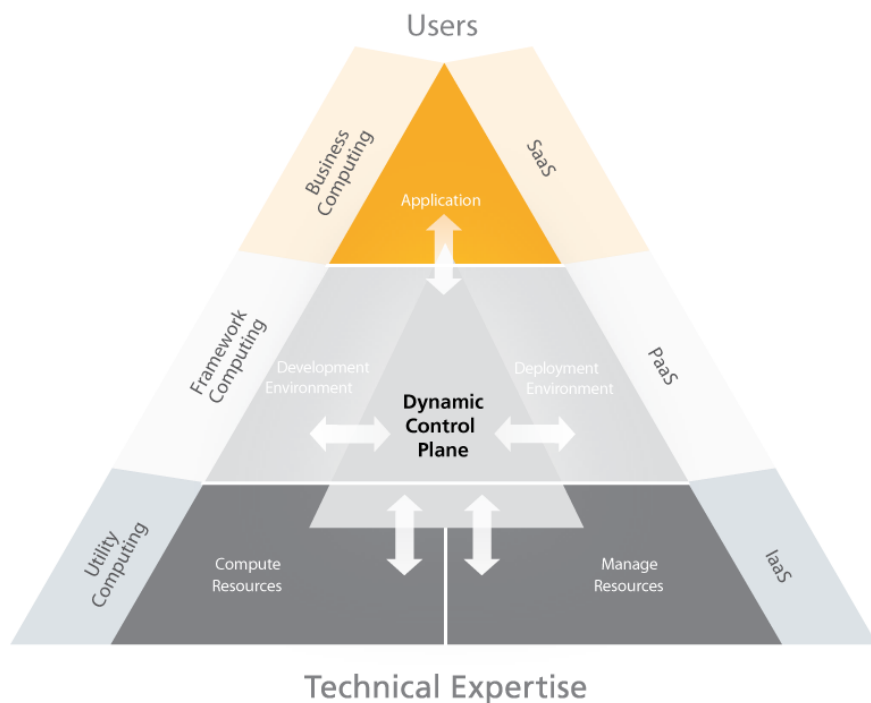 Users
Business
Computing
SaaS
Application
Framework
Computing
PaaS
Development
Environment
Deployment
Environment
Dynamic
Control
Plane
Utility
Computing
IaaS
Compute
Resources
Manage
Resources
Technical Expertise